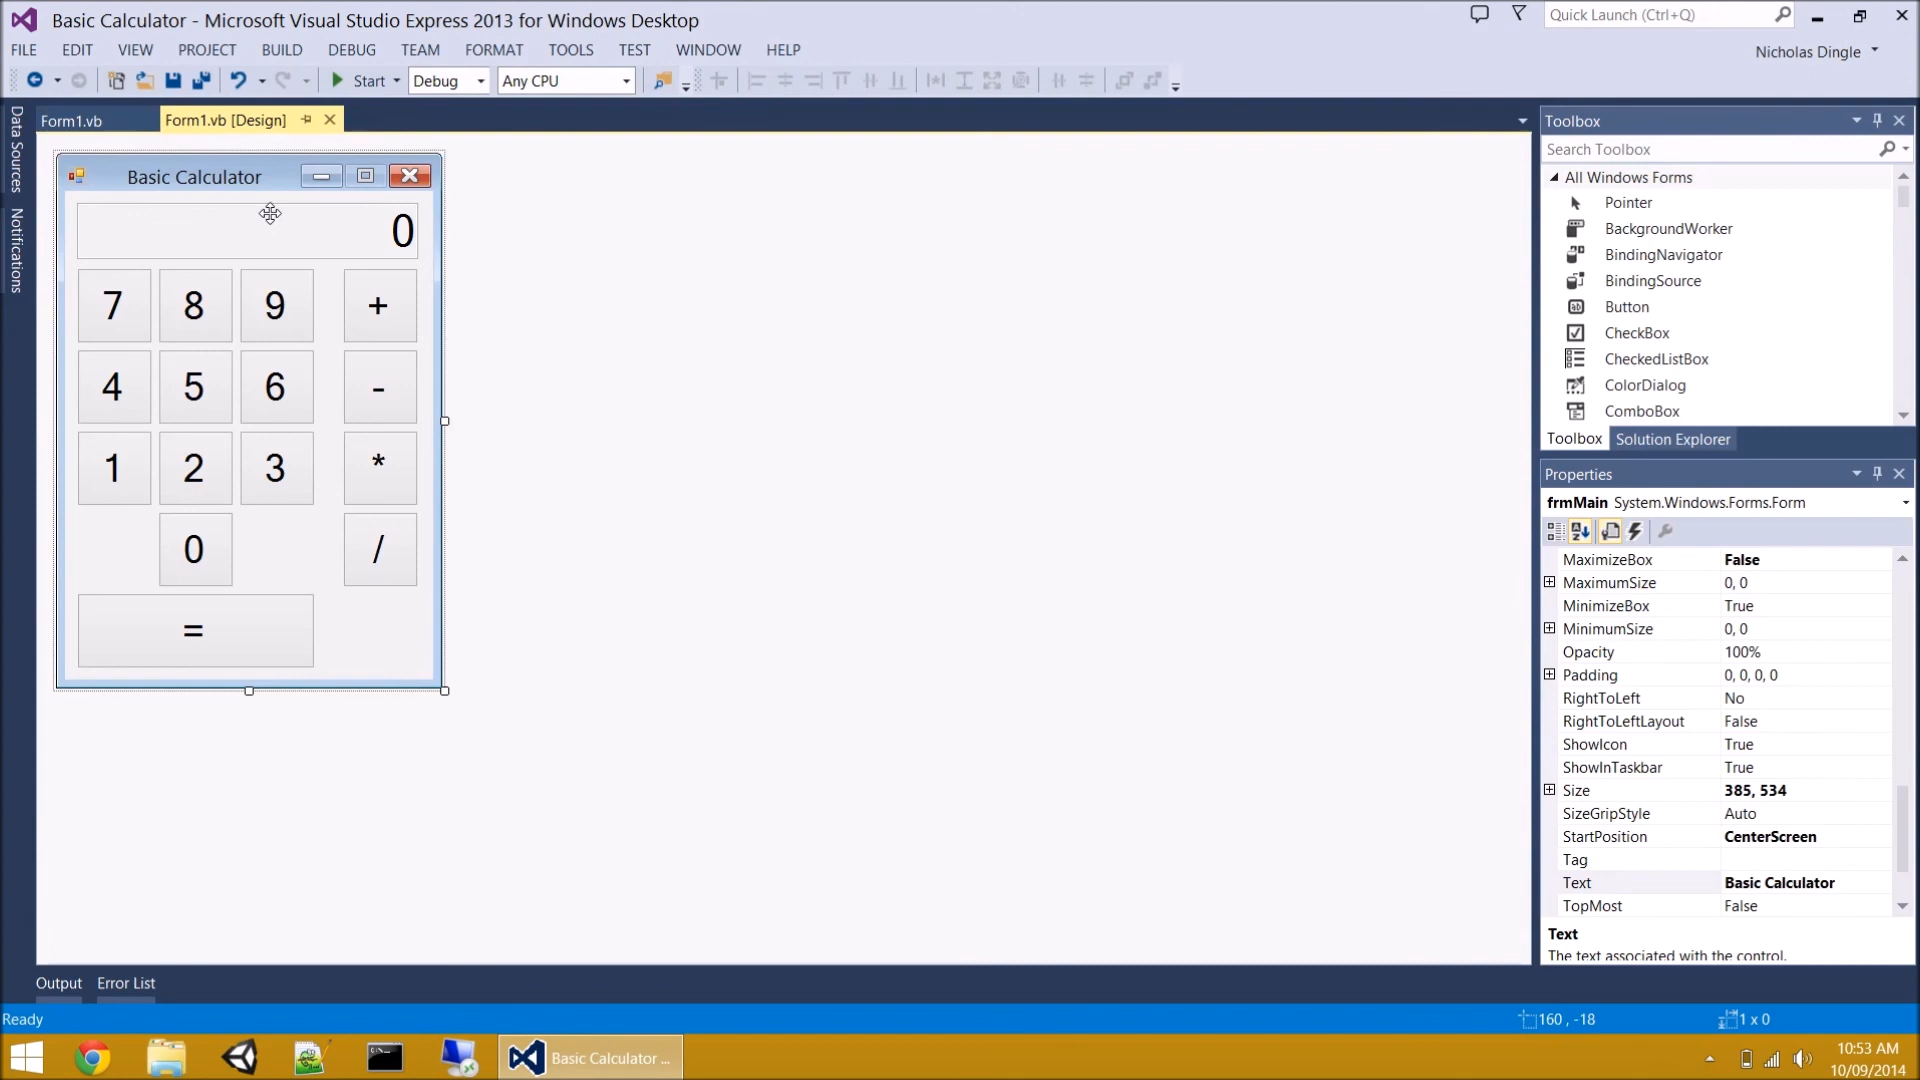 Basic Calculator - Microsoft Visual Studio Express 2013 for Windows Desktop
Quick Launch (Ctrl+Q)
FILE EDIT VIEW PROJECT BUILD DEBUG TEAM FORMAT TOOLS TEST WINDOW HELP
Nicholas Dingle
Start Debug Any CPU
Data Sources
Notifications
Form1.vb Form1.vb [Design]
Basic Calculator
0
7 8 9 +
4 5 6 -
1 2 3 *
0 /
=
Toolbox
Search Toolbox
All Windows Forms
Pointer
BackgroundWorker
BindingNavigator
BindingSource
Button
CheckBox
CheckedListBox
ColorDialog
ComboBox
Toolbox Solution Explorer
Properties
frmMain System.Windows.Forms.Form
MaximizeBox False
MaximumSize 0, 0
MinimizeBox True
MinimumSize 0, 0
Opacity 100%
Padding 0, 0, 0, 0
RightToLeft No
RightToLeftLayout False
ShowIcon True
ShowInTaskbar True
Size 385, 534
SizeGripStyle Auto
StartPosition CenterScreen
Tag
Text Basic Calculator
TopMost False
Text
The text associated with the control.
Output Error List
Ready
160 , -18
1 x 0
Basic Calculator ...
10:53 AM
10/09/2014